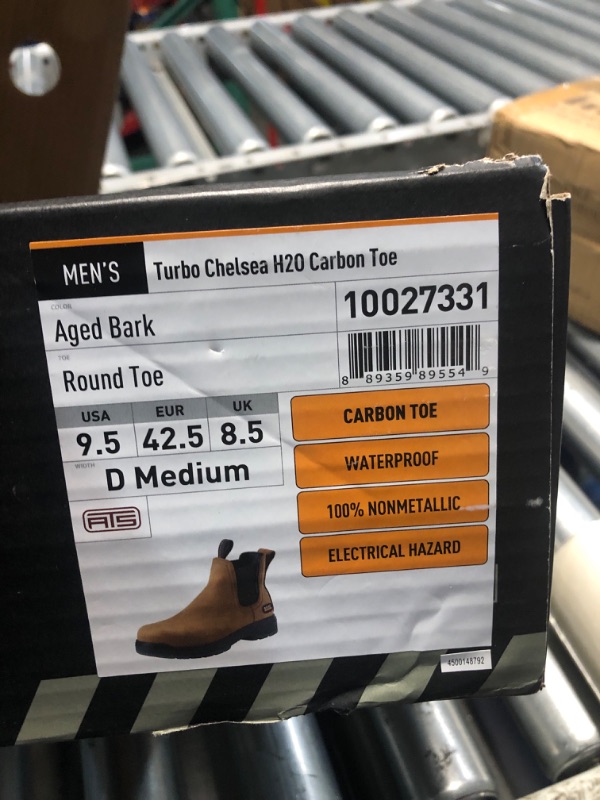 MEN'S
Turbo Chelsea H20 Carbon Toe
COLOR
Aged Bark
10027331
TOE
Round Toe
8 89359 89554 9
USA EUR UK
9.5 42.5 8.5
WIDTH
D Medium
CARBON TOE
WATERPROOF
100% NONMETALLIC
ELECTRICAL HAZARD
ATS
4500148792